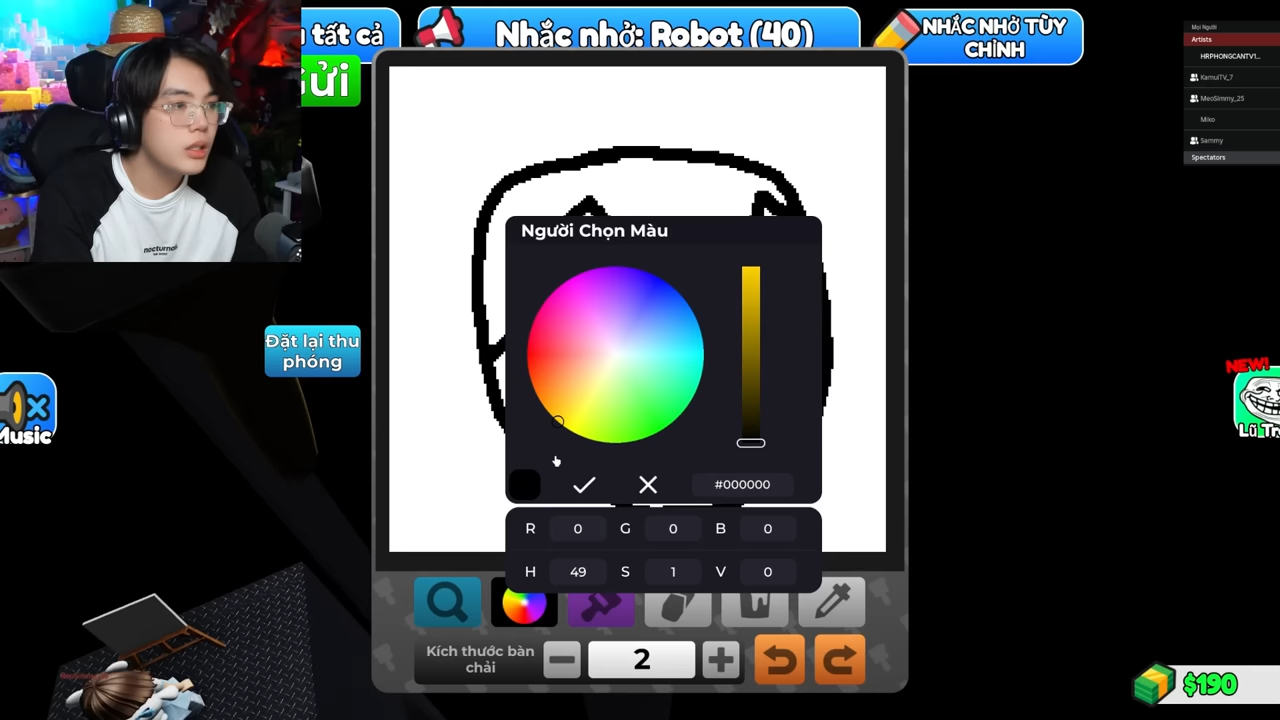 tất cả
Gửi
Nhắc nhở: Robot (40)
NHẮC NHỞ TÙY
CHỈNH
Mọi Người
Artists
HRPHONGCANTV1...
KamuiTV_7
MeoSimmy_25
Miko
Sammy
Spectators
nocturnal
Người Chọn Màu
Đặt lại thu
phóng
Music
NEW!
#000000
R 0 G 0 B 0
H 49 S 1 V 0
Kích thước bàn
chải
2
$190